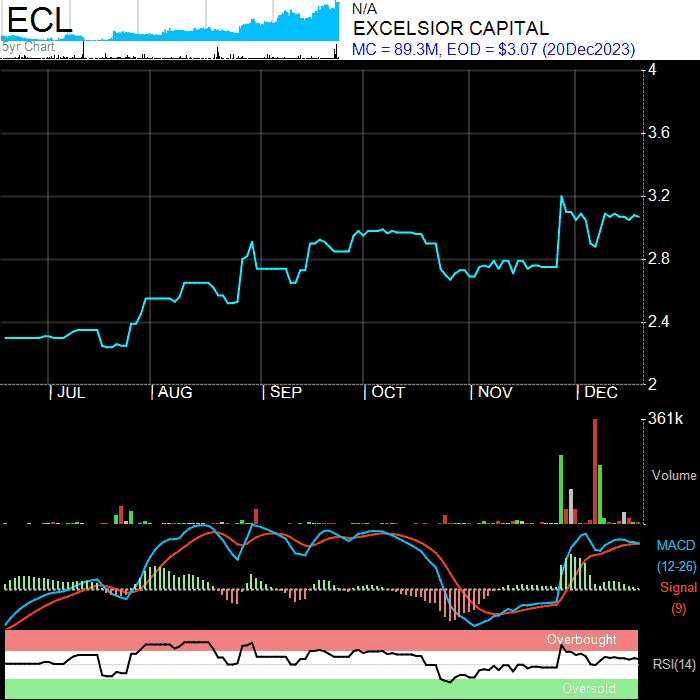 ECL
5yr Chart
N/A
EXCELSIOR CAPITAL
MC = 89.3M, EOD = $3.07 (20Dec2023)
4
3.6
3.2
2.8
2.4
2
JUL
AUG
SEP
OCT
NOV
DEC
361k
Volume
MACD
(12-26)
Signal
(9)
Overbought
RSI(14)
Oversold